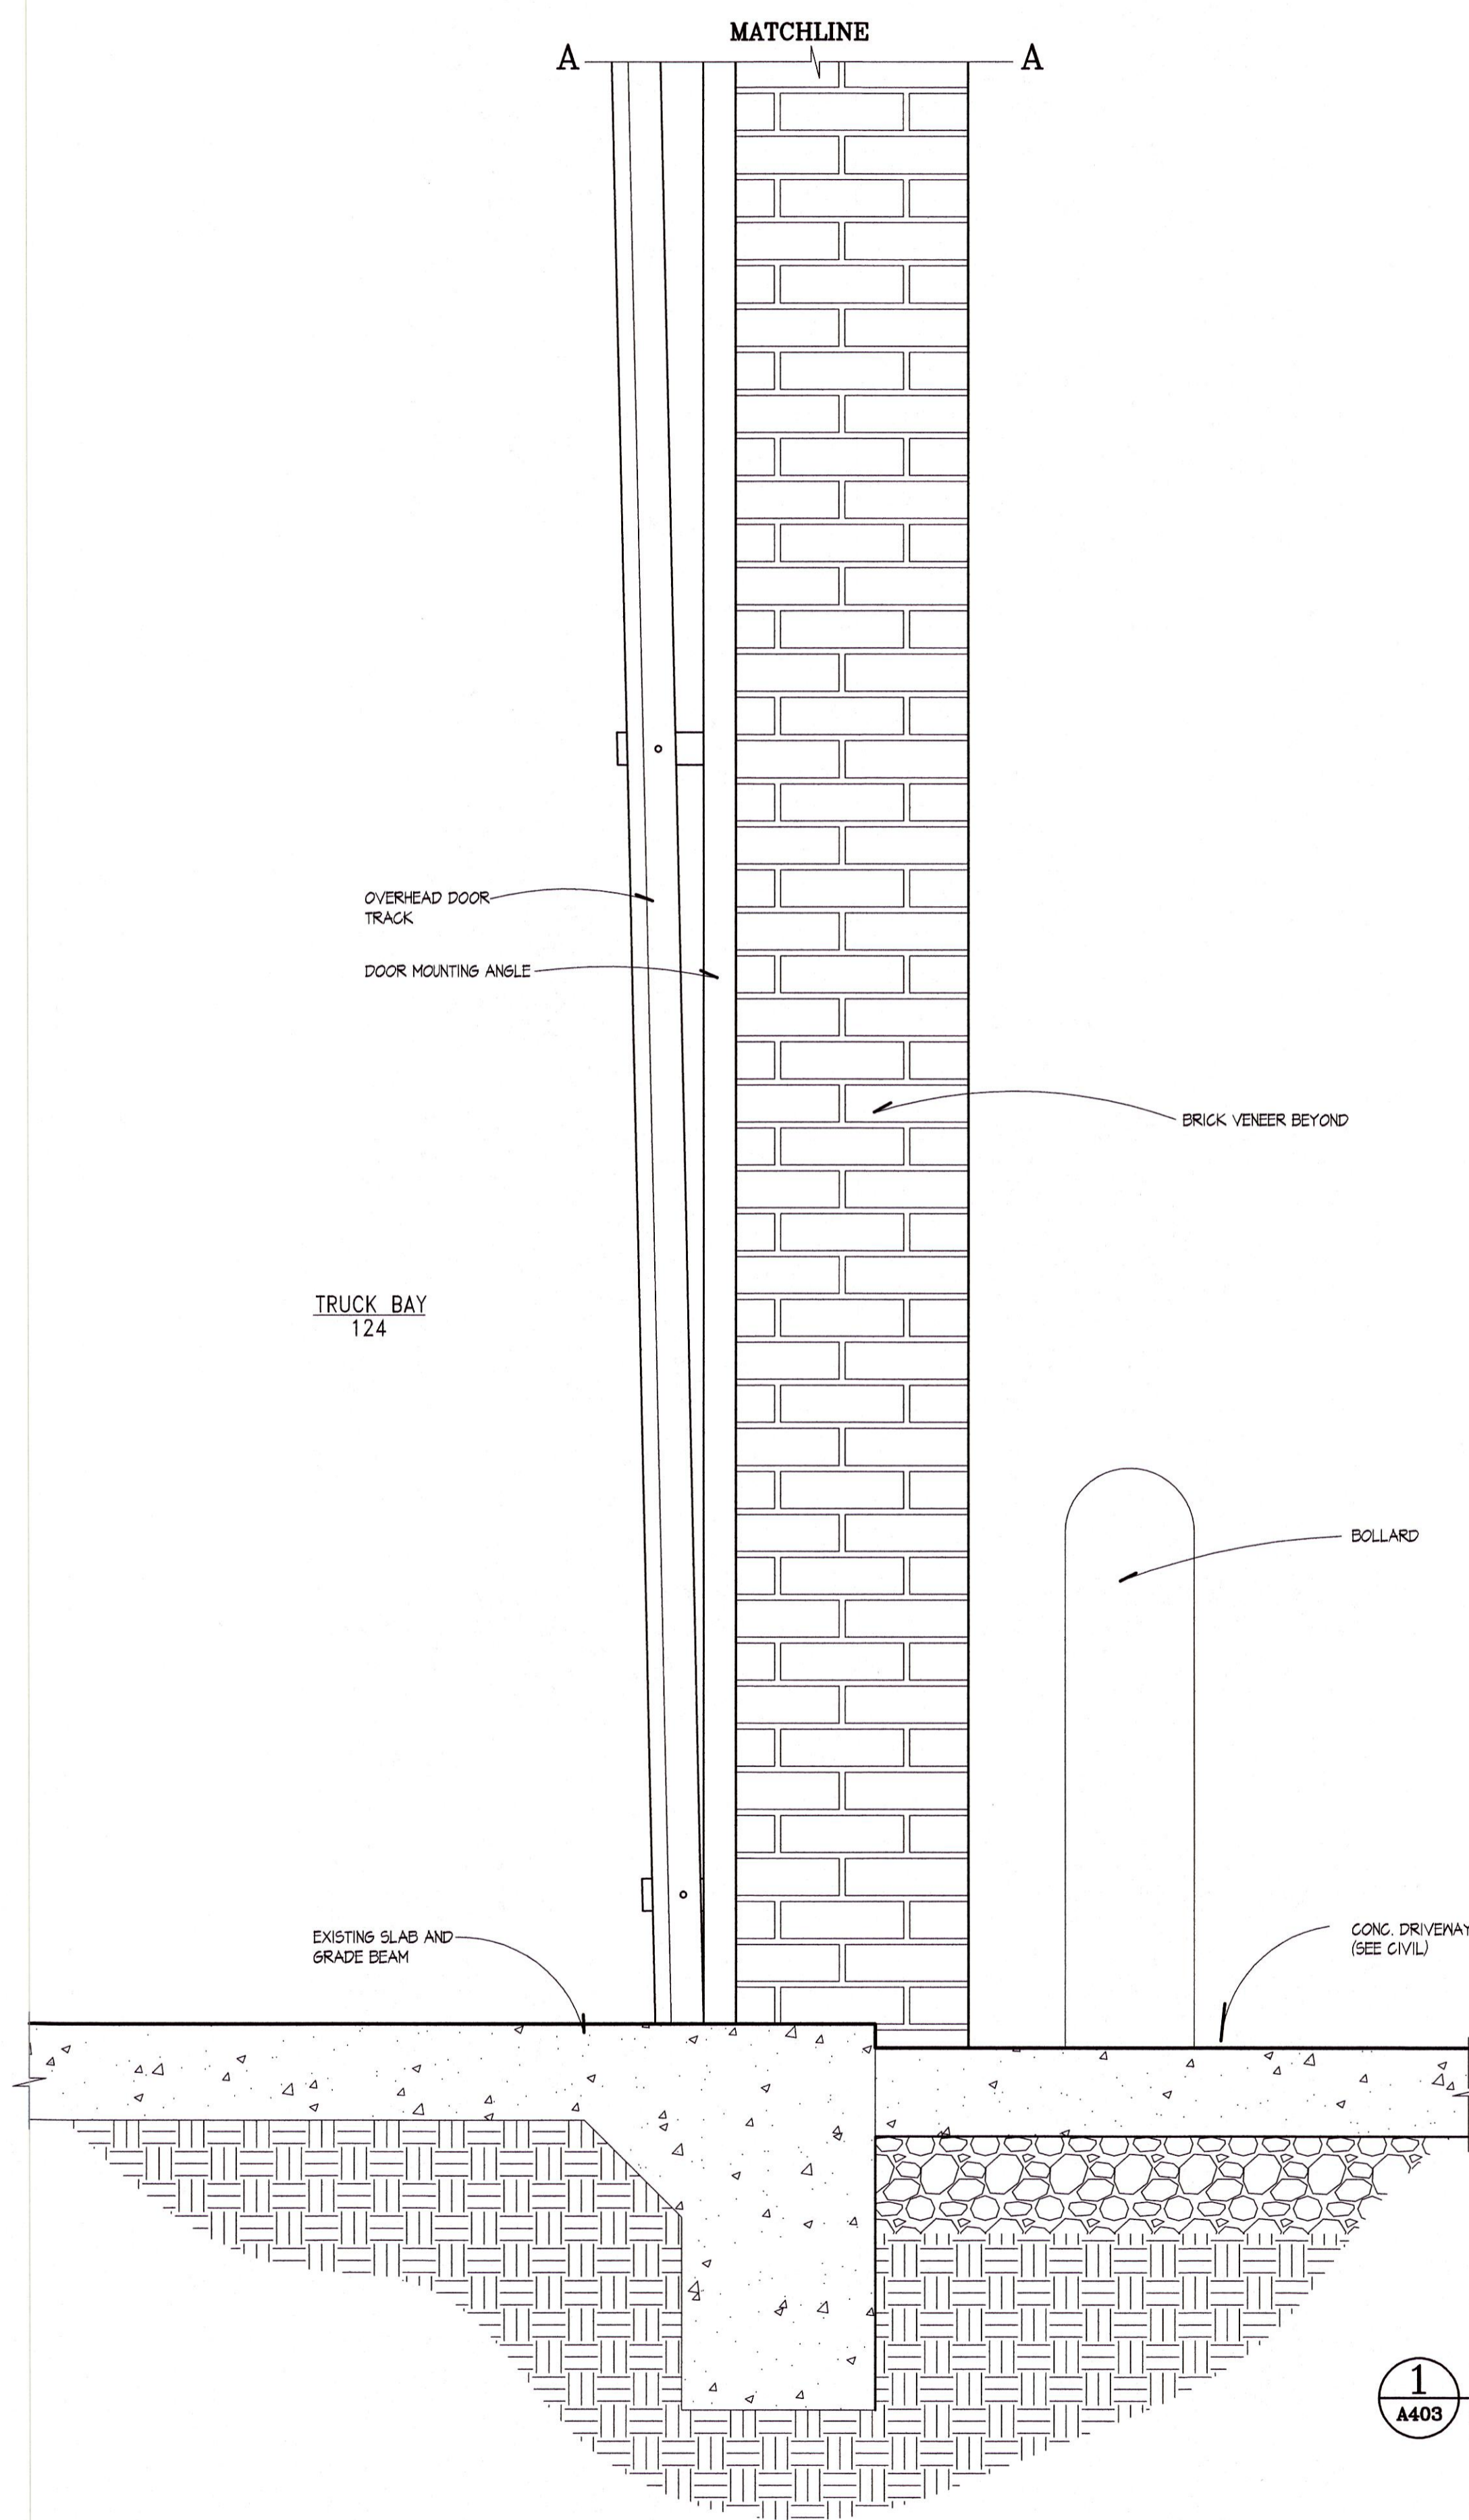 MATCHLINE
A A
OVERHEAD DOOR
TRACK
DOOR MOUNTING ANGLE
BRICK VENEER BEYOND
TRUCK BAY
124
BOLLARD
EXISTING SLAB AND
GRADE BEAM
CONC. DRIVEWAY
(SEE CIVIL)
1
A403